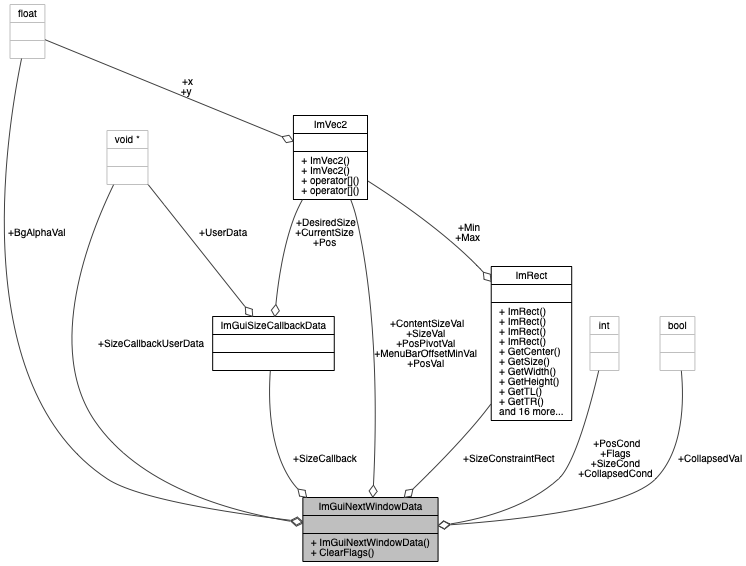 float
+x
+y
void *
ImVec2
+ ImVec2()
+ ImVec2()
+ operator[]()
+ operator[]()
+BgAlphaVal
+UserData
+DesiredSize
+CurrentSize
+Pos
+Min
+Max
ImRect
+ ImRect()
+ ImRect()
+ ImRect()
+ ImRect()
+ GetCenter()
+ GetSize()
+ GetWidth()
+ GetHeight()
+ GetTL()
+ GetTR()
and 16 more...
ImGuiSizeCallbackData
+SizeCallbackUserData
+ContentSizeVal
+SizeVal
+PosPivotVal
+MenuBarOffsetMinVal
+PosVal
int
bool
+SizeCallback
+SizeConstraintRect
+PosCond
+Flags
+SizeCond
+CollapsedCond
+CollapsedVal
ImGuiNextWindowData
+ ImGuiNextWindowData()
+ ClearFlags()